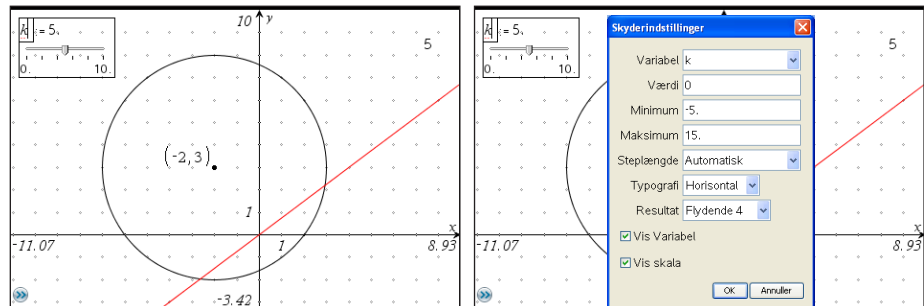 k = 5.
0. 10.
10 y
5
(-2,3)
1
x
-11.07 1 8.93
-3.42
k = 5.
0. 10.
5
x
-11.07 8.93
Skyderindstillinger
Variabel k
Værdi 0
Minimum -5.
Maksimum 15.
Steplængde Automatisk
Typografi Horisontal
Resultat Flydende 4
Vis Variabel
Vis skala
OK Annuller